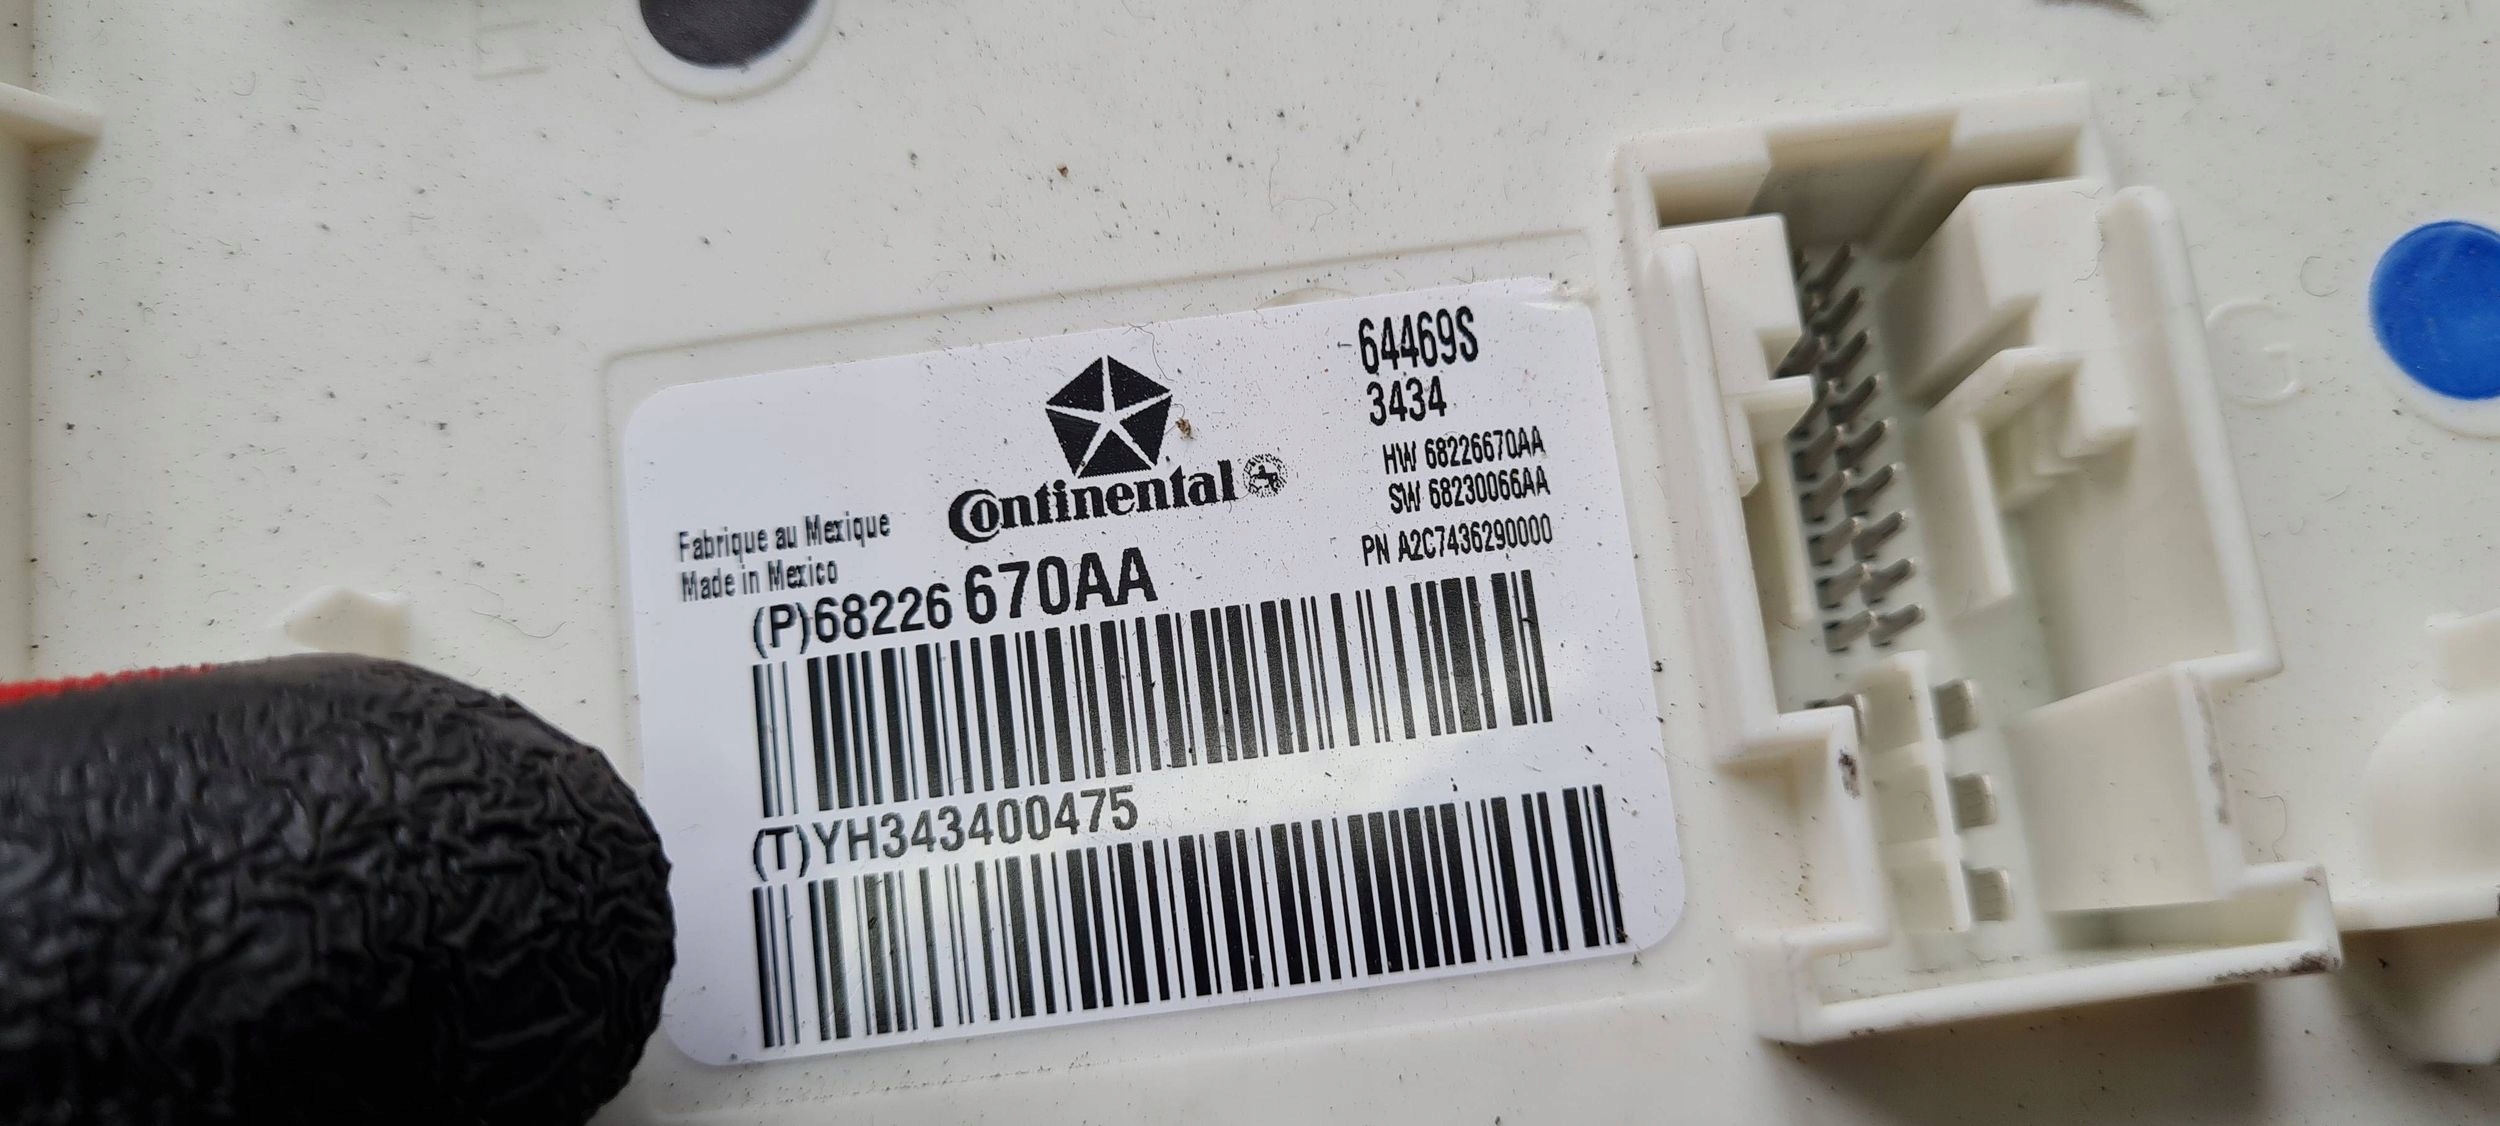 64469S
3434
HW 68226670AA
SW 68230066AA
PN A2C7436290000
Continental
Fabrique au Mexique
Made in Mexico
(P)68226 670AA
(T)YH343400475
G